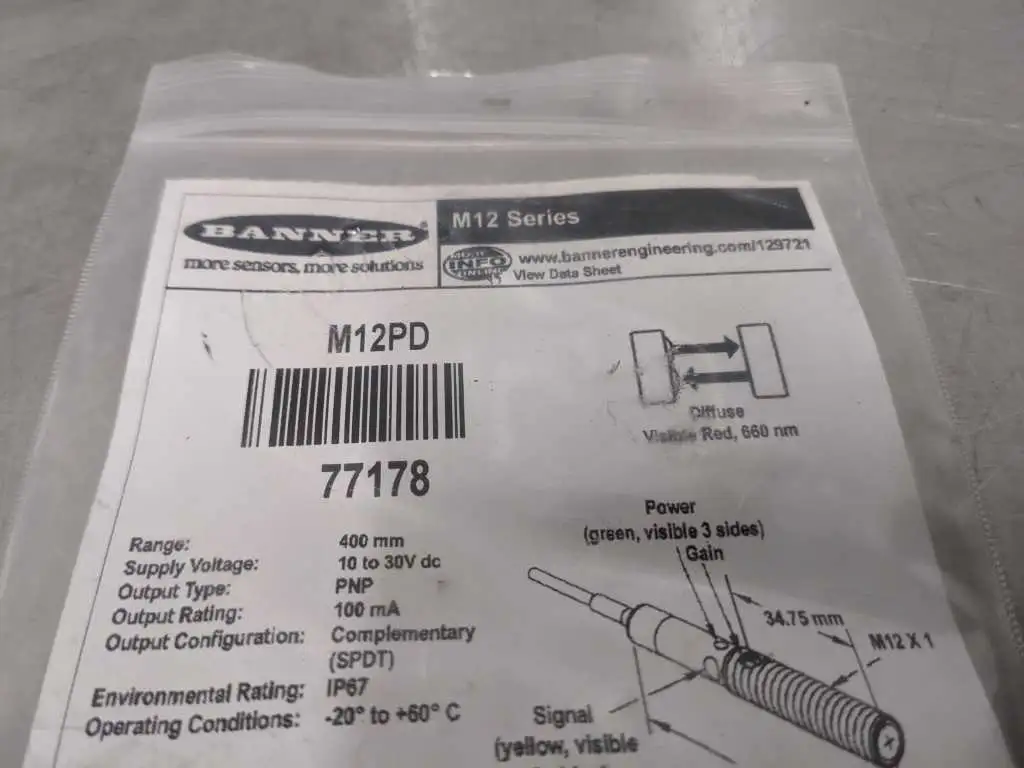 BANNER
more sensors, more solutions
M12 Series
MORE INFO ONLINE
www.bannerengineering.com/129721
View Data Sheet
M12PD
77178
Diffuse
Visible Red, 660 nm
Range: 400 mm
Supply Voltage: 10 to 30V dc
Output Type: PNP
Output Rating: 100 mA
Output Configuration: Complementary
(SPDT)
Environmental Rating: IP67
Operating Conditions: -20° to +60° C
Power
(green, visible 3 sides)
Gain
34.75 mm
M12 X 1
Signal
(yellow, visible